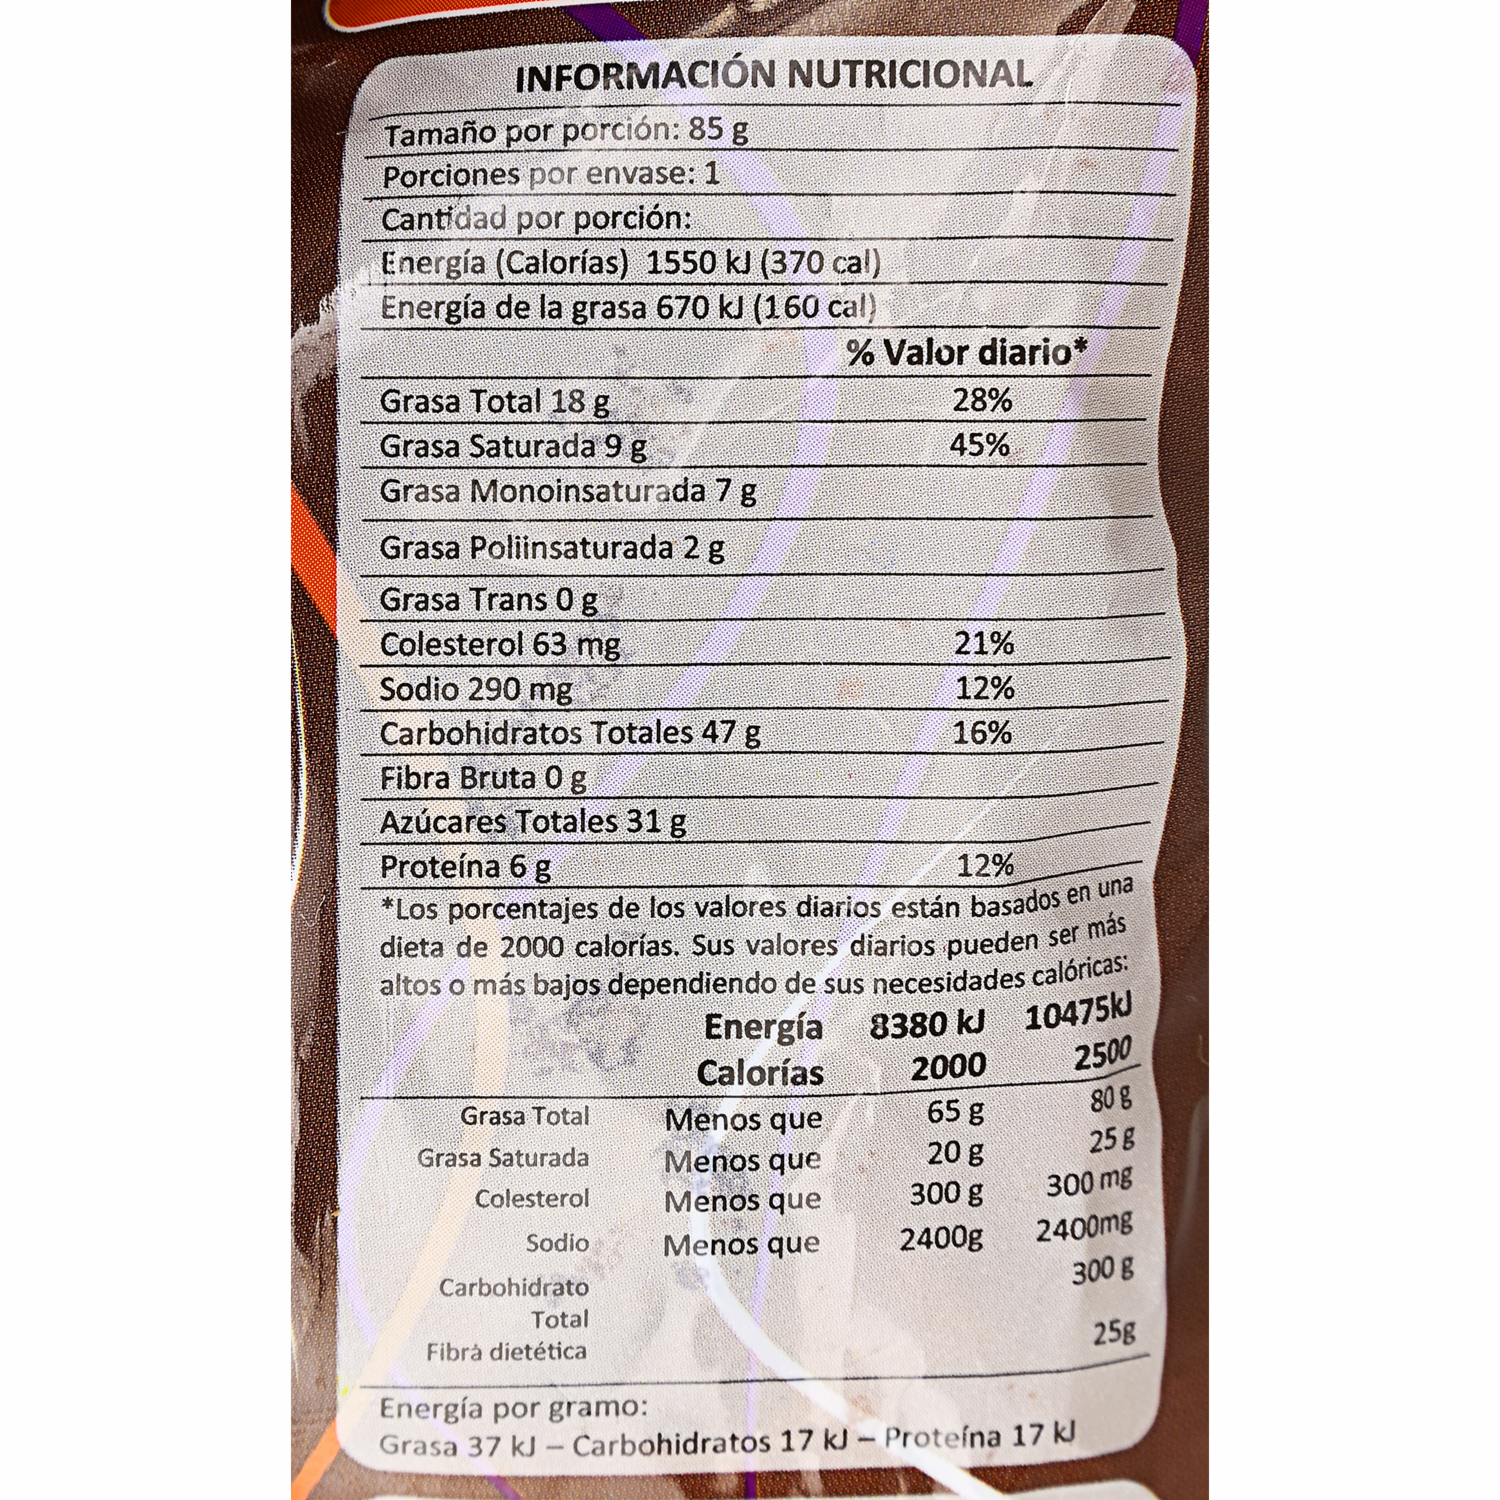 INFORMACIÓN NUTRICIONAL
Tamaño por porción: 85 g
Porciones por envase: 1
Cantidad por porción:
Energía (Calorías) 1550 kJ (370 cal)
Energía de la grasa 670 kJ (160 cal)
% Valor diario*
Grasa Total 18 g 28%
Grasa Saturada 9 g 45%
Grasa Monoinsaturada 7 g
Grasa Poliinsaturada 2 g
Grasa Trans 0 g
Colesterol 63 mg 21%
Sodio 290 mg 12%
Carbohidratos Totales 47 g 16%
Fibra Bruta 0 g
Azúcares Totales 31 g
Proteína 6 g 12%
*Los porcentajes de los valores diarios están basados en una
dieta de 2000 calorías. Sus valores diarios pueden ser más
altos o más bajos dependiendo de sus necesidades calóricas:
Energía 8380 kJ 10475kJ
Calorías 2000 2500
Grasa Total Menos que 65 g 80 g
Grasa Saturada Menos que 20 g 25 g
Colesterol Menos que 300 g 300 mg
Sodio Menos que 2400g 2400mg
Carbohidrato 300 g
Total
Fibra dietética 25g
Energía por gramo:
Grasa 37 kJ – Carbohidratos 17 kJ – Proteína 17 kJ